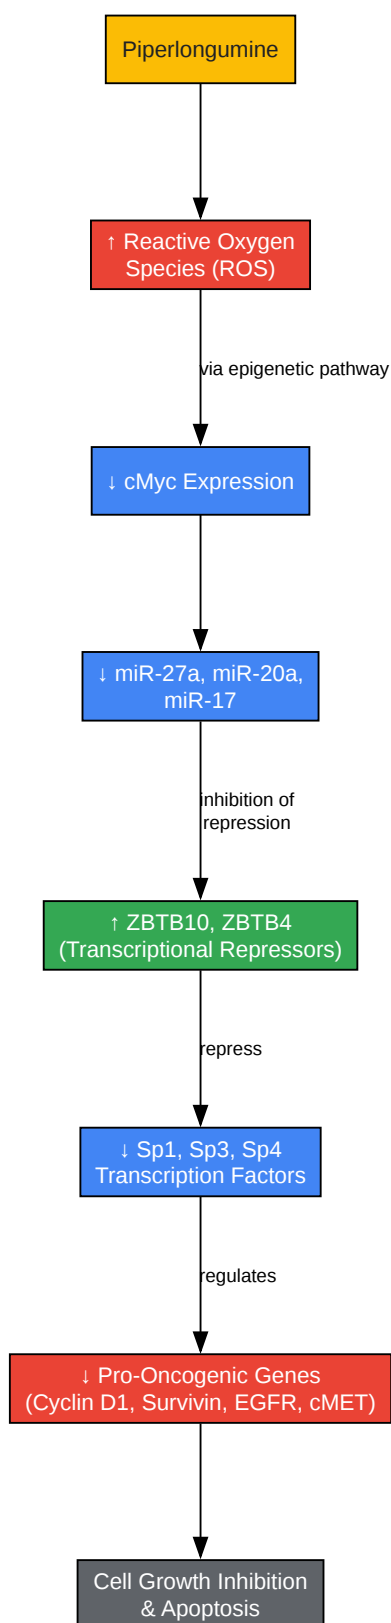 Piperlongumine
↑ Reactive Oxygen
Species (ROS)
via epigenetic pathway
↓ cMyc Expression
↓ miR-27a, miR-20a,
miR-17
inhibition of
repression
↑ ZBTB10, ZBTB4
(Transcriptional Repressors)
repress
↓ Sp1, Sp3, Sp4
Transcription Factors
regulates
↓ Pro-Oncogenic Genes
(Cyclin D1, Survivin, EGFR, cMET)
Cell Growth Inhibition
& Apoptosis